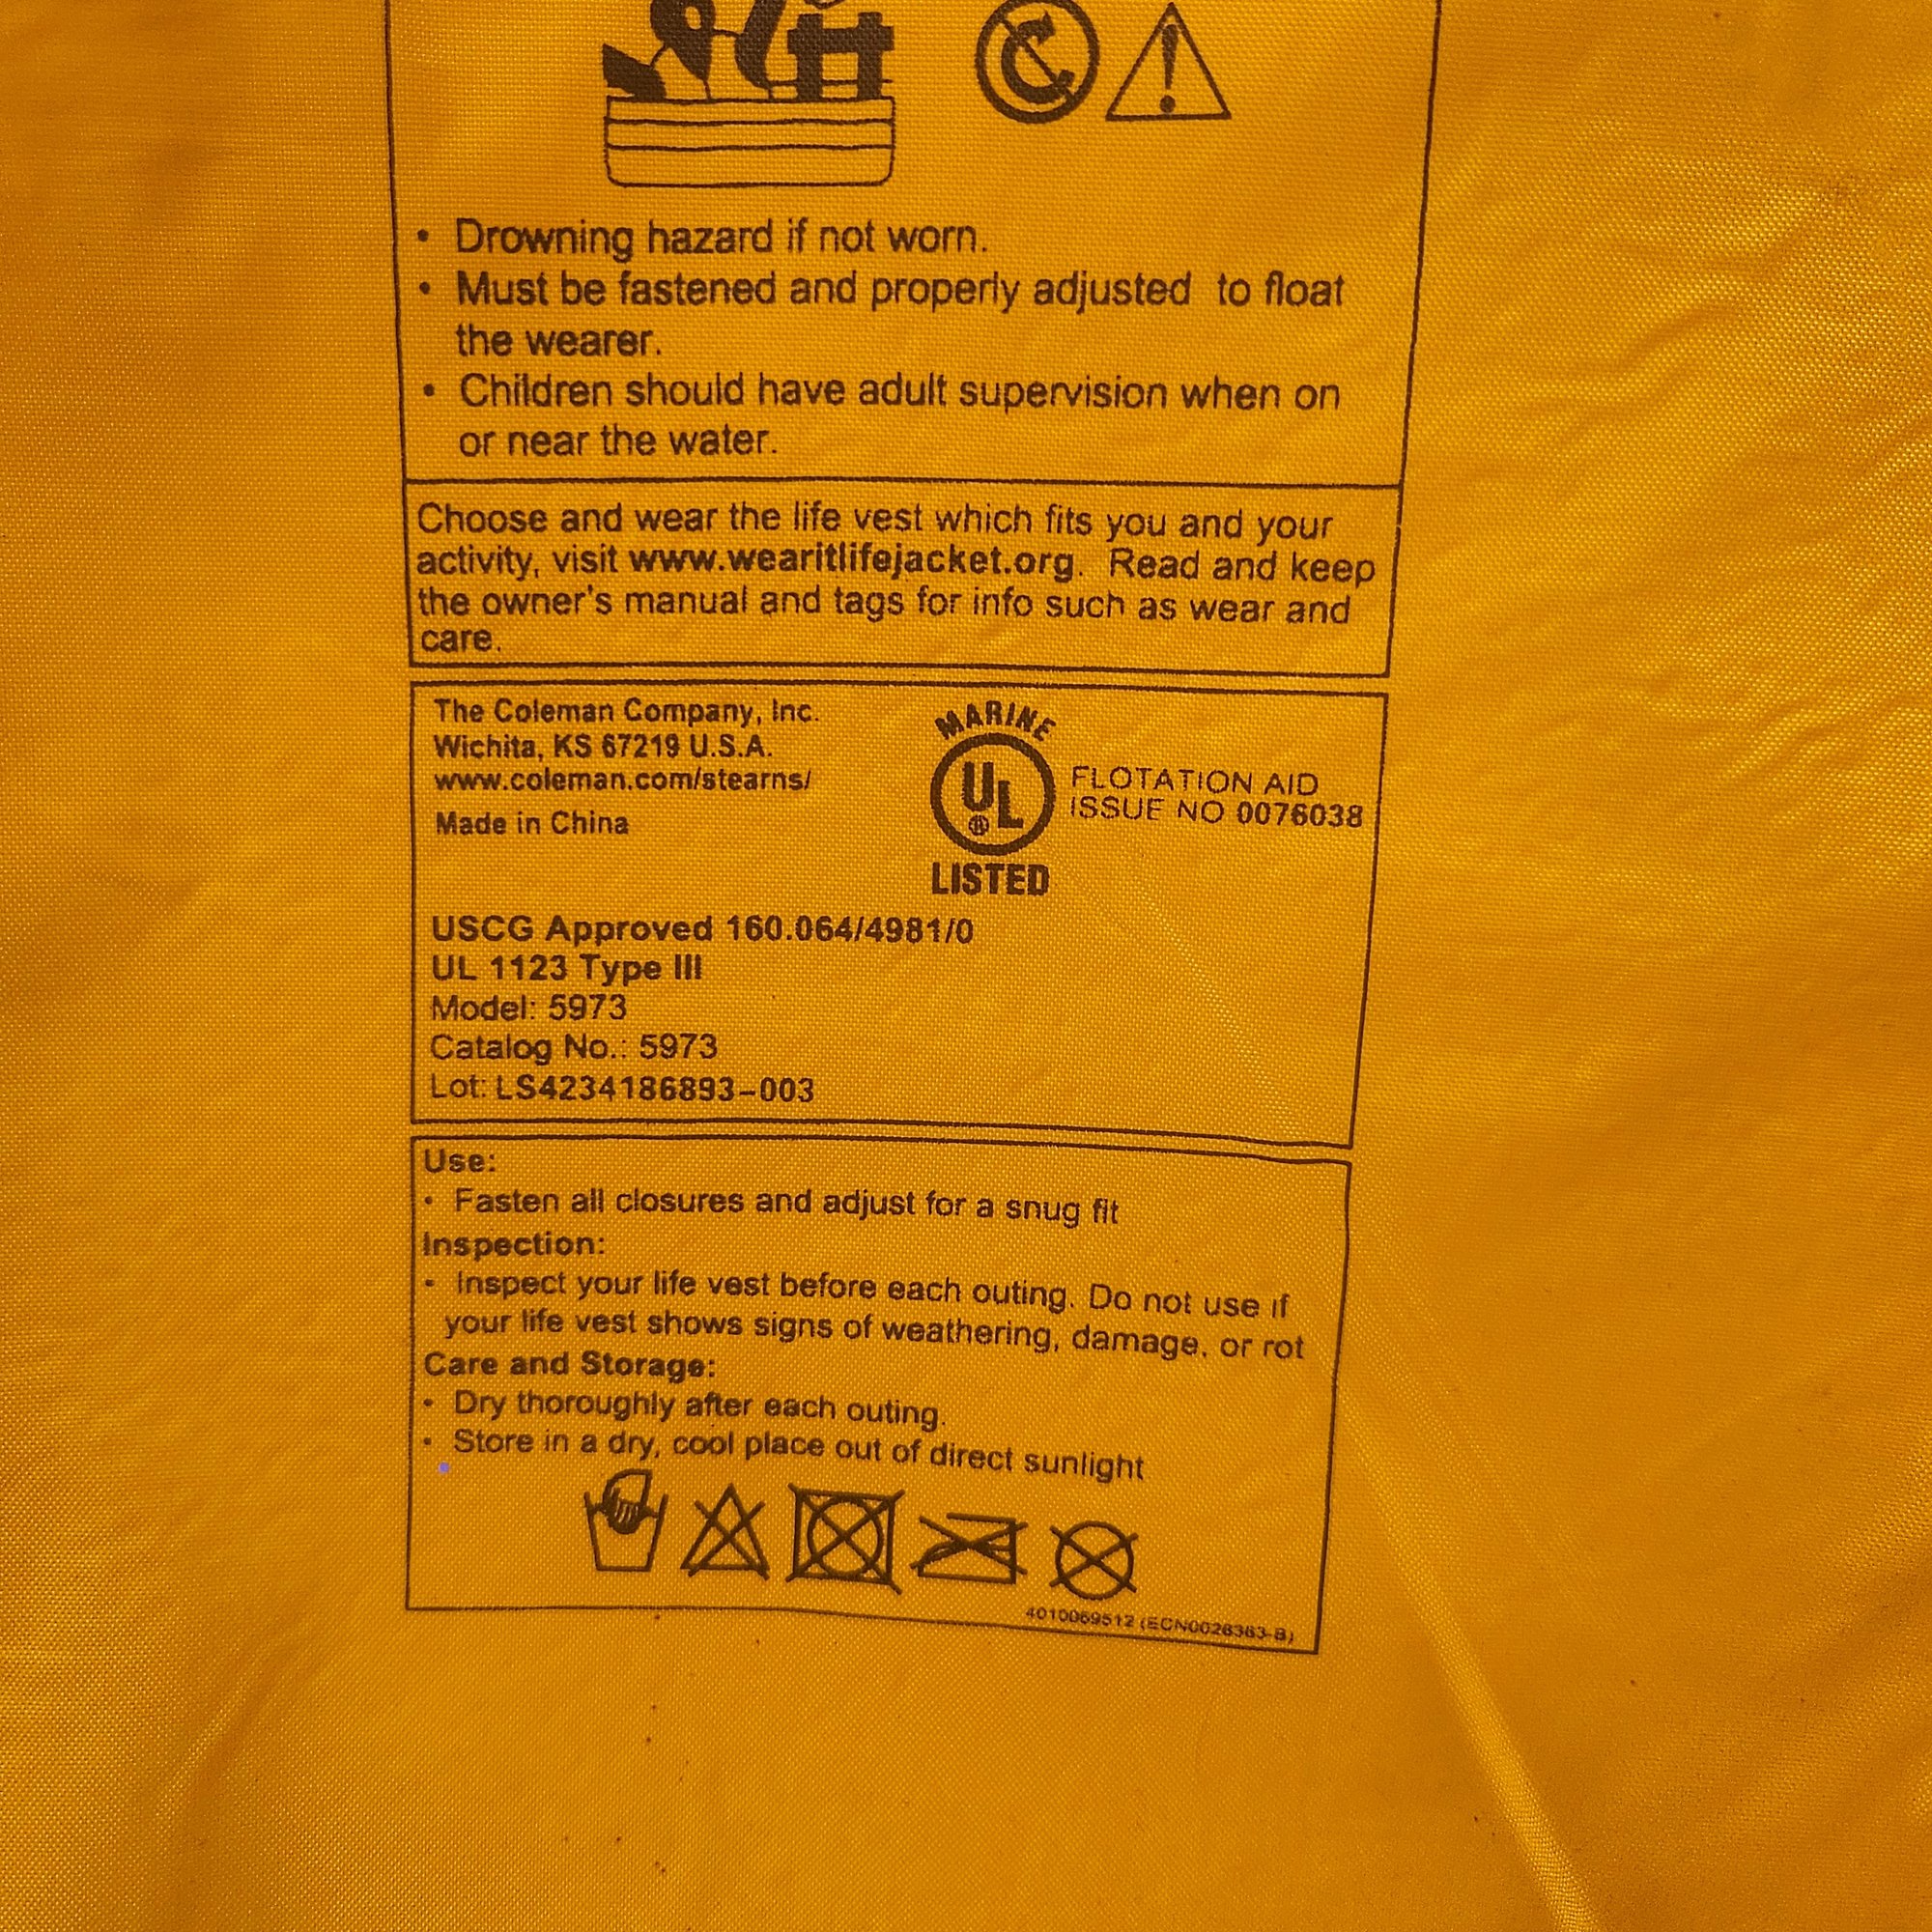 • Drowning hazard if not worn.
• Must be fastened and properly adjusted to float
the wearer.
• Children should have adult supervision when on
or near the water.
Choose and wear the life vest which fits you and your
activity, visit www.wearitlifejacket.org. Read and keep
the owner's manual and tags for info such as wear and
care.
The Coleman Company, Inc.
Wichita, KS 67219 U.S.A.
www.coleman.com/stearns/
Made in China
MARINE
UL ®
LISTED
FLOTATION AID
ISSUE NO 0076038
USCG Approved 160.064/4981/0
UL 1123 Type III
Model: 5973
Catalog No.: 5973
Lot: LS4234186893-003
Use:
• Fasten all closures and adjust for a snug fit
Inspection:
• Inspect your life vest before each outing. Do not use if
your life vest shows signs of weathering, damage, or rot
Care and Storage:
• Dry thoroughly after each outing.
• Store in a dry, cool place out of direct sunlight
4010069512 (ECN0026363-B)